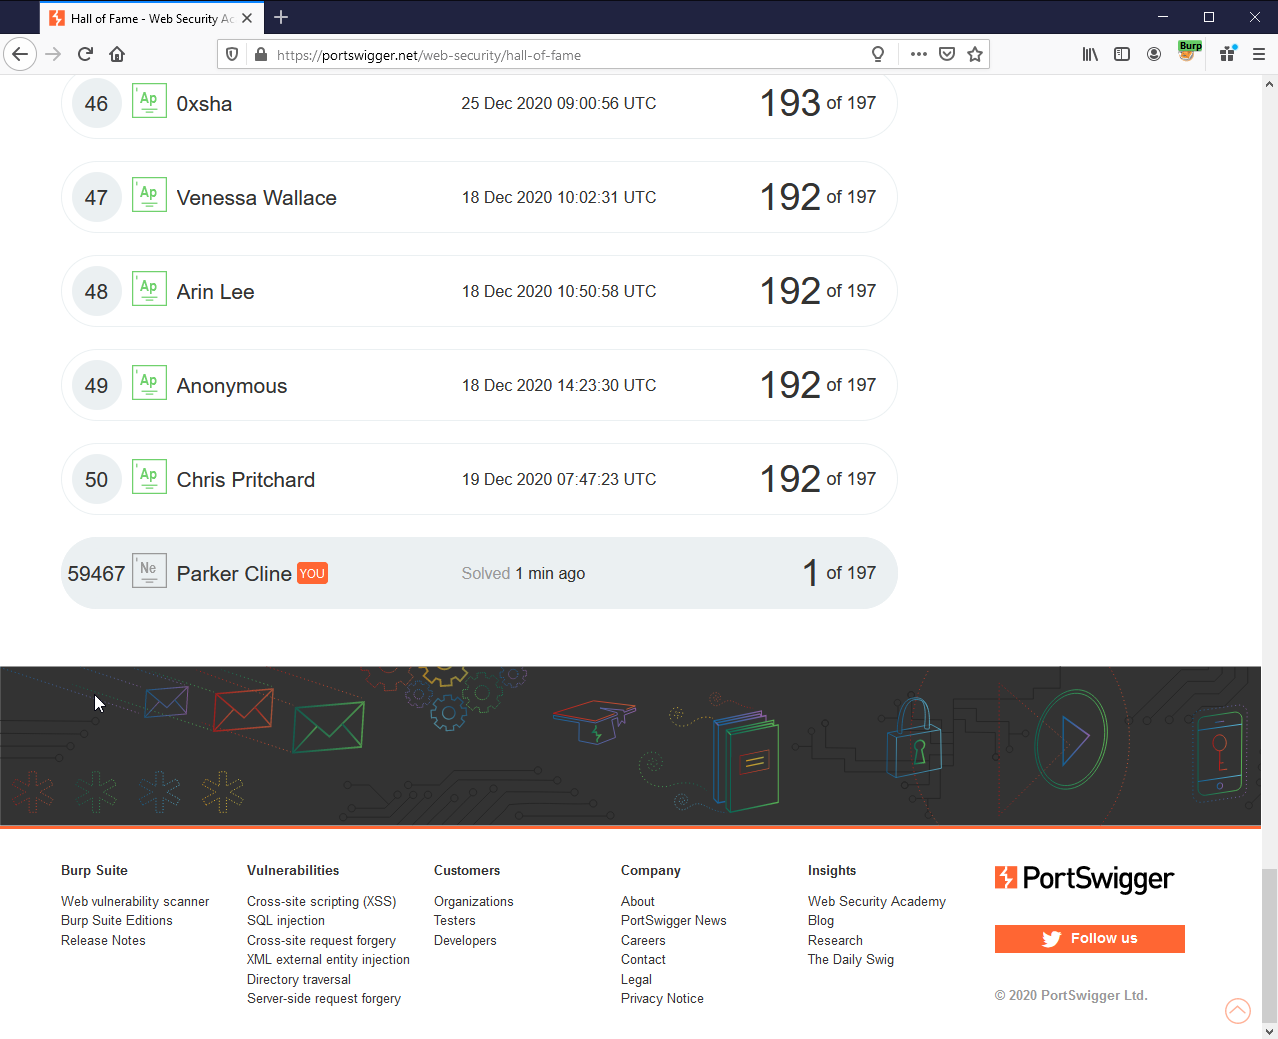 Hall of Fame - Web Security Ac
https://portswigger.net/web-security/hall-of-fame
Burp
46 Ap 0xsha 25 Dec 2020 09:00:56 UTC 193 of 197
47 Ap Venessa Wallace 18 Dec 2020 10:02:31 UTC 192 of 197
48 Ap Arin Lee 18 Dec 2020 10:50:58 UTC 192 of 197
49 Ap Anonymous 18 Dec 2020 14:23:30 UTC 192 of 197
50 Ap Chris Pritchard 19 Dec 2020 07:47:23 UTC 192 of 197
59467 Ne Parker Cline YOU Solved 1 min ago 1 of 197
Burp Suite
Web vulnerability scanner
Burp Suite Editions
Release Notes
Vulnerabilities
Cross-site scripting (XSS)
SQL injection
Cross-site request forgery
XML external entity injection
Directory traversal
Server-side request forgery
Customers
Organizations
Testers
Developers
Company
About
PortSwigger News
Careers
Contact
Legal
Privacy Notice
Insights
Web Security Academy
Blog
Research
The Daily Swig
PortSwigger
Follow us
© 2020 PortSwigger Ltd.